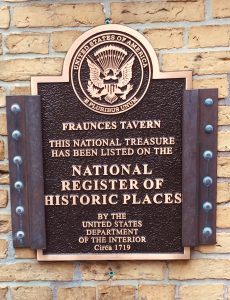 UNITED STATES OF AMERICA
E PLURIBUS UNUM
FRAUNCES TAVERN
THIS NATIONAL TREASURE
HAS BEEN LISTED ON THE
NATIONAL
REGISTER OF
HISTORIC PLACES
BY THE
UNITED STATES
DEPARTMENT
OF THE INTERIOR
Circa 1719